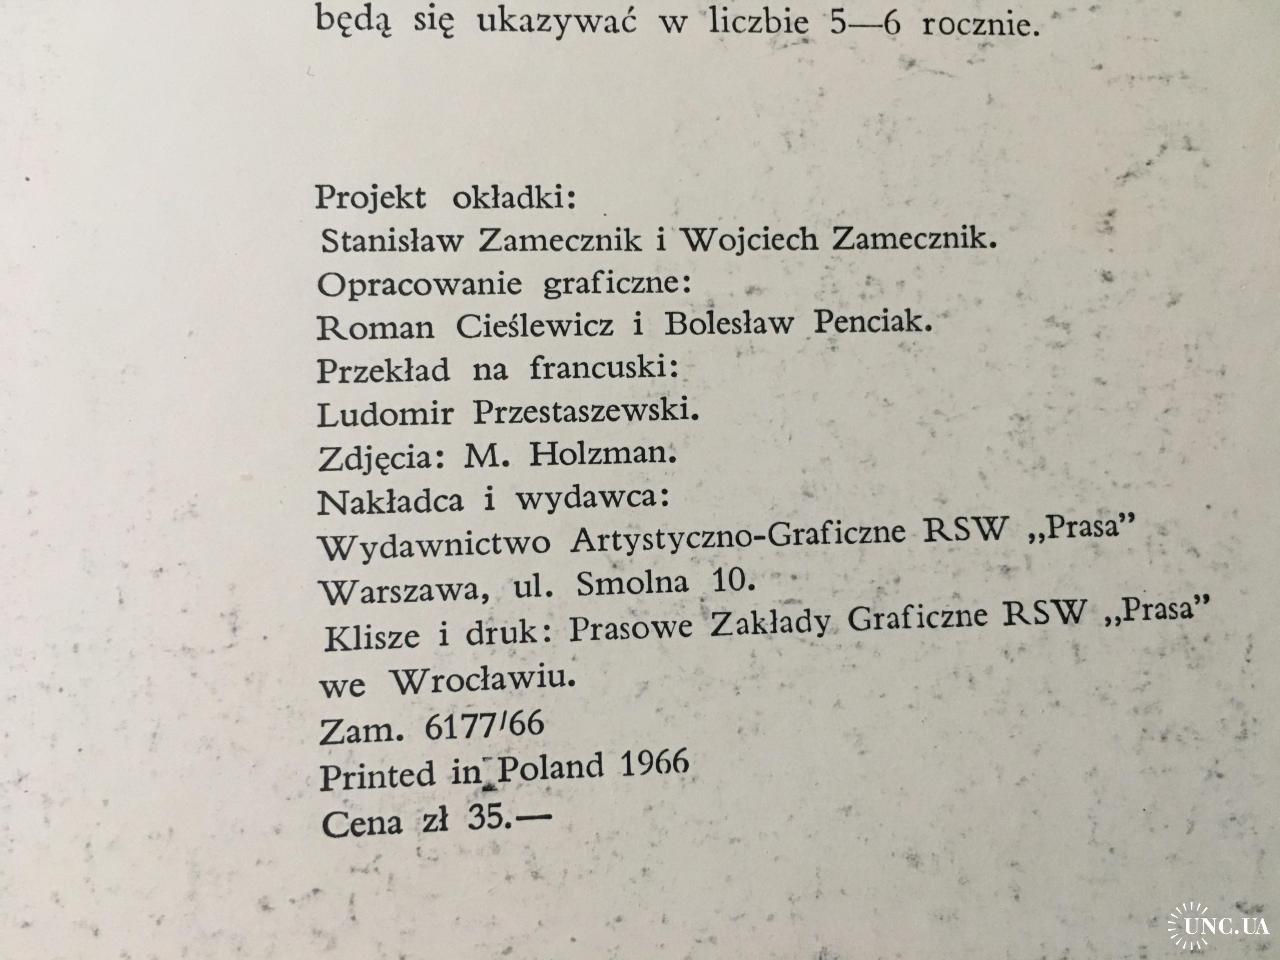 będą się ukazywać w liczbie 5—6 rocznie.
Projekt okładki:
Stanisław Zamecznik i Wojciech Zamecznik.
Opracowanie graficzne:
Roman Cieślewicz i Bolesław Penciak.
Przekład na francuski:
Ludomir Przestaszewski.
Zdjęcia: M. Holzman.
Nakładca i wydawca:
Wydawnictwo Artystyczno-Graficzne RSW „Prasa”
Warszawa, ul. Smolna 10.
Klisze i druk: Prasowe Zakłady Graficzne RSW „Prasa”
we Wrocławiu.
Zam. 6177/66
Printed in Poland 1966
Cena zł 35.—
UNC.UA